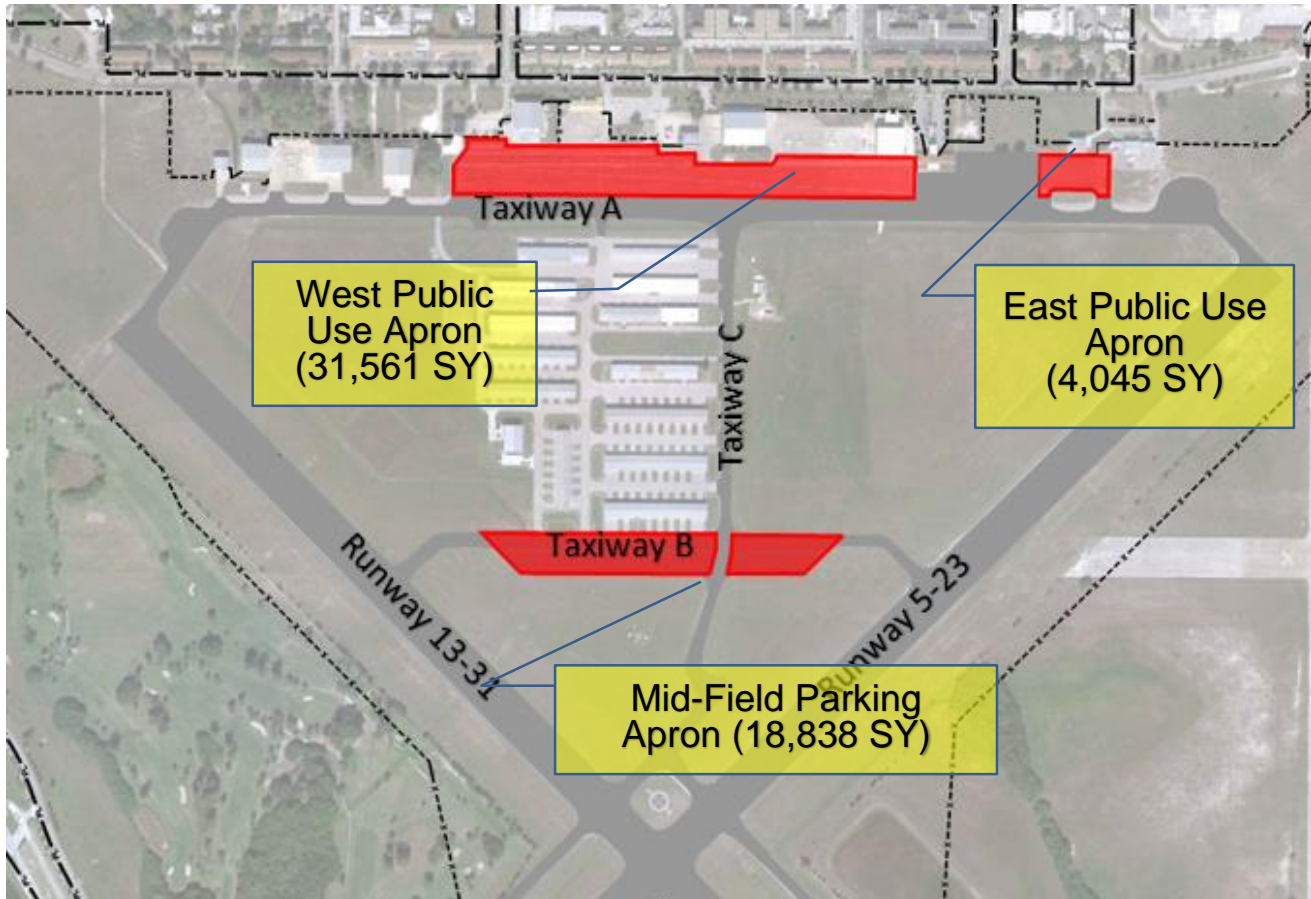 Taxiway A
West Public
Use Apron
(31,561 SY)
East Public Use
Apron
(4,045 SY)
Taxiway C
Taxiway B
Runway 13-31
Runway 5-23
Mid-Field Parking
Apron (18,838 SY)